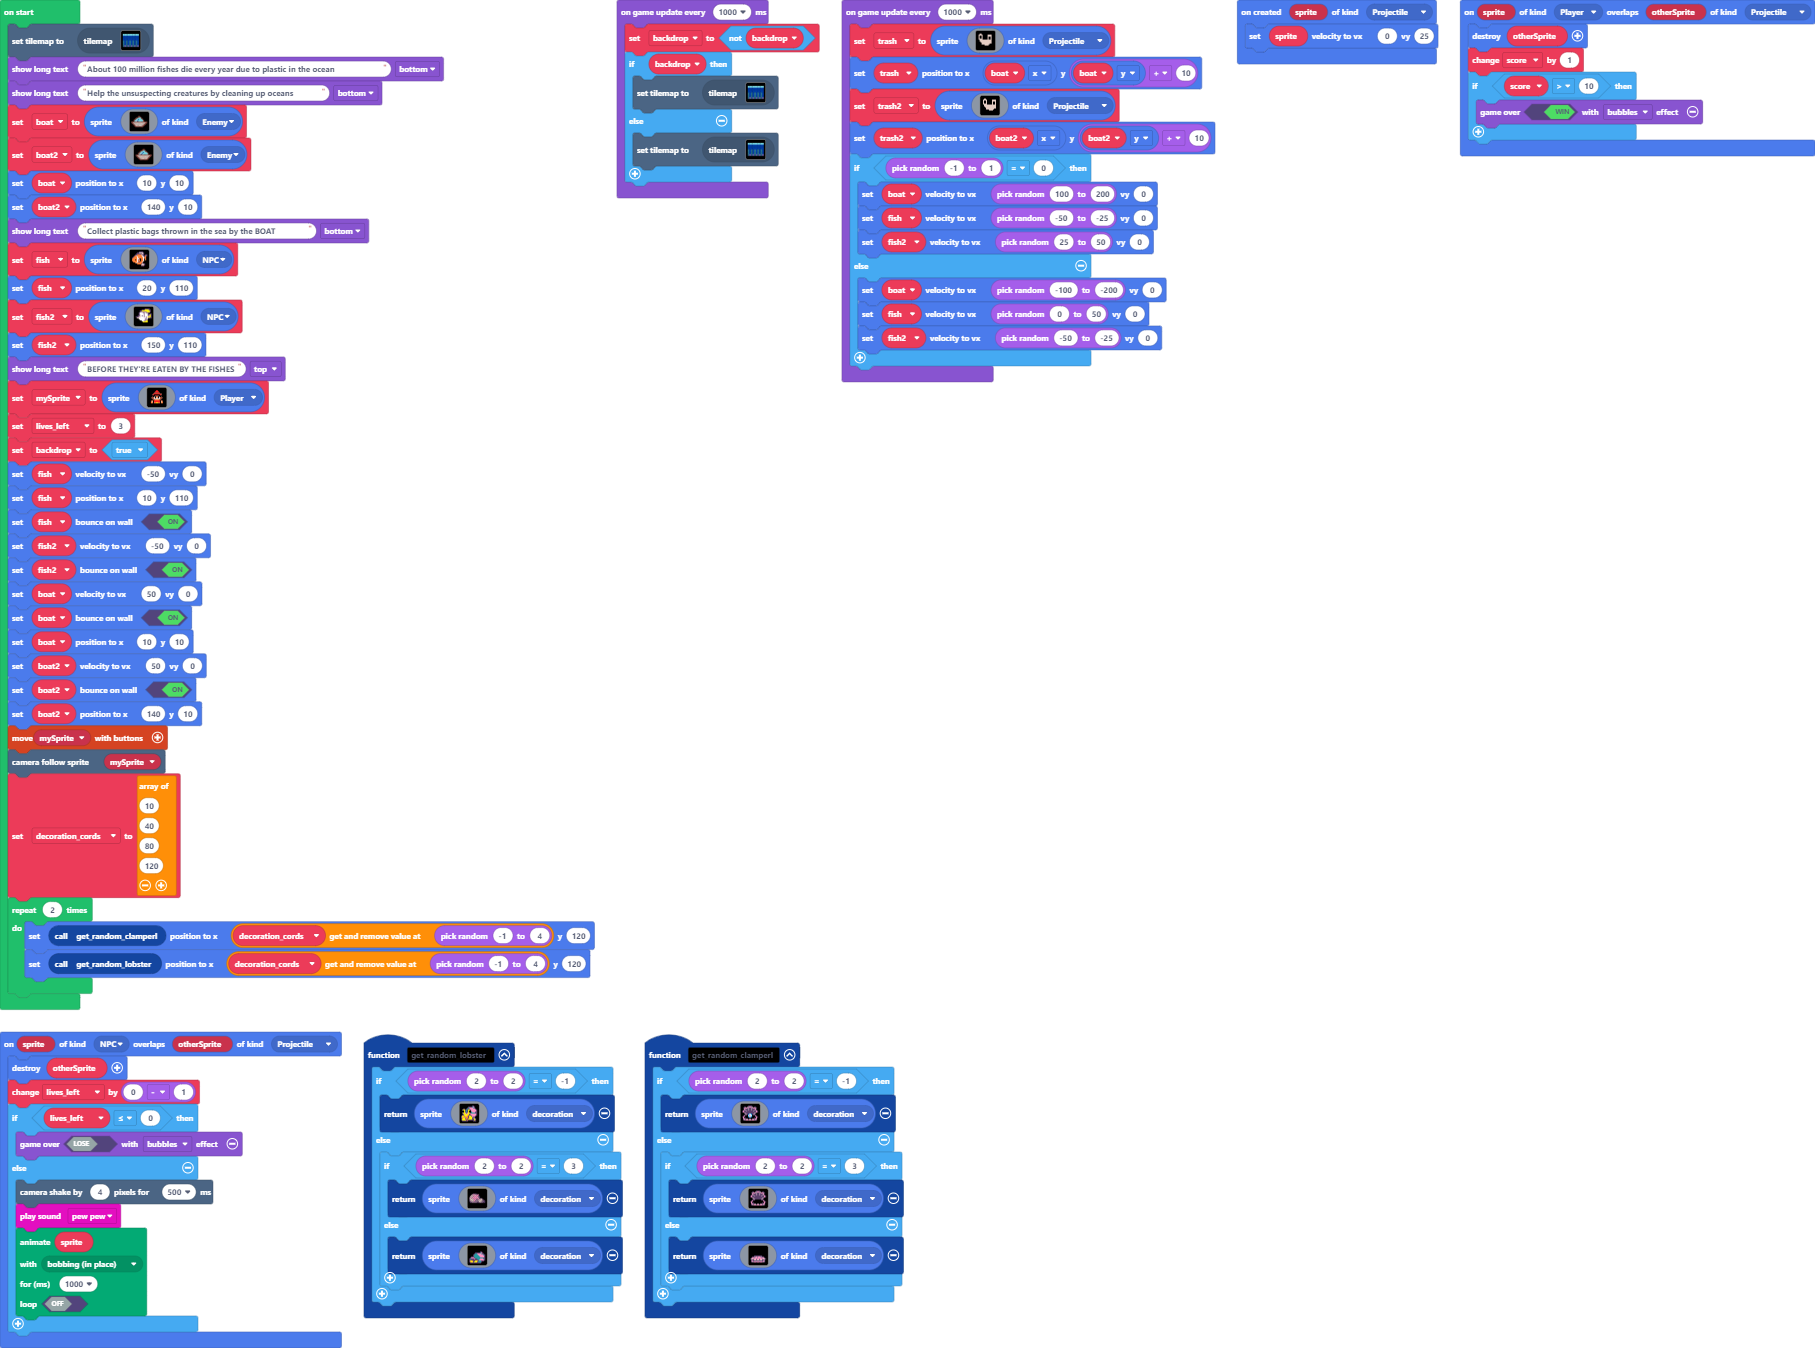 on start
set tilemap to tilemap
show long text "About 100 million fishes die every year due to plastic in the ocean" bottom
show long text "Help the unsuspecting creatures by cleaning up oceans" bottom
set boat to sprite of kind Enemy
set boat2 to sprite of kind Enemy
set boat position to x 10 y 10
set boat2 position to x 140 y 10
show long text "Collect plastic bags thrown in the sea by the BOAT" bottom
set fish to sprite of kind NPC
set fish position to x 20 y 110
set fish2 to sprite of kind NPC
set fish2 position to x 150 y 110
show long text "BEFORE THEY'RE EATEN BY THE FISHES" top
set mySprite to sprite of kind Player
set lives_left to 3
set backdrop to true
set fish velocity to vx -50 vy 0
set fish position to x 10 y 110
set fish bounce on wall ON
set fish2 velocity to vx -50 vy 0
set fish2 bounce on wall ON
set boat velocity to vx 50 vy 0
set boat bounce on wall ON
set boat position to x 10 y 10
set boat2 velocity to vx 50 vy 0
set boat2 bounce on wall ON
set boat2 position to x 140 y 10
move mySprite with buttons
camera follow sprite mySprite
array of
10
40
set decoration_cords to
80
120
repeat 2 times
do
set call get_random_clamperl position to x decoration_cords get and remove value at pick random -1 to 4 y 120
set call get_random_lobster position to x decoration_cords get and remove value at pick random -1 to 4 y 120
on game update every 1000 ms
set backdrop to not backdrop
if backdrop then
set tilemap to tilemap
else
set tilemap to tilemap
on game update every 1000 ms
set trash to sprite of kind Projectile
set trash position to x boat x y boat y + 10
set trash2 to sprite of kind Projectile
set trash2 position to x boat2 x y boat2 y + 10
if pick random -1 to 1 = 0 then
set boat velocity to vx pick random 100 to 200 vy 0
set fish velocity to vx pick random -50 to -25 vy 0
set fish2 velocity to vx pick random 25 to 50 vy 0
else
set boat velocity to vx pick random -100 to -200 vy 0
set fish velocity to vx pick random 0 to 50 vy 0
set fish2 velocity to vx pick random -50 to -25 vy 0
on created sprite of kind Projectile
set sprite velocity to vx 0 vy 25
on sprite of kind Player overlaps otherSprite of kind Projectile
destroy otherSprite
change score by 1
if score > 10 then
game over WIN with bubbles effect
on sprite of kind NPC overlaps otherSprite of kind Projectile
destroy otherSprite
change lives_left by 0 - 1
if lives_left ≤ 0 then
game over LOSE with bubbles effect
else
camera shake by 4 pixels for 500 ms
play sound pew pew
animate sprite
with bobbing (in place)
for (ms) 1000
loop OFF
function get random lobster
if pick random 2 to 2 = -1 then
return sprite of kind decoration
else
if pick random 2 to 2 = 3 then
return sprite of kind decoration
else
return sprite of kind decoration
function get random clamperl
if pick random 2 to 2 = -1 then
return sprite of kind decoration
else
if pick random 2 to 2 = 3 then
return sprite of kind decoration
else
return sprite of kind decoration